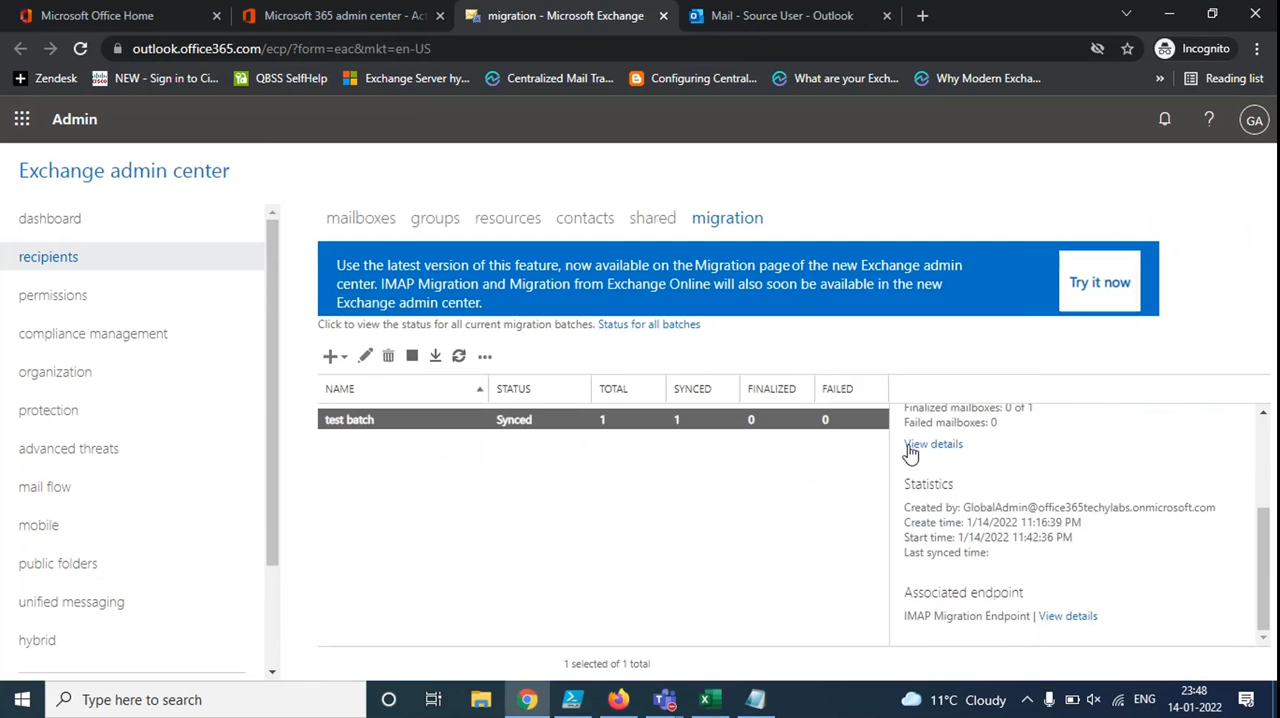 Microsoft Office Home
Microsoft 365 admin center - Act
migration - Microsoft Exchange
Mail - Source User - Outlook
outlook.office365.com/ecp/?form=eac&mkt=en-US
Incognito
Zendesk
NEW - Sign in to Ci...
QBSS SelfHelp
Exchange Server hy...
Centralized Mail Tra...
Configuring Central...
What are your Exch...
Why Modern Excha...
»
Reading list
Admin
?
GA
Exchange admin center
dashboard
recipients
permissions
compliance management
organization
protection
advanced threats
mail flow
mobile
public folders
unified messaging
hybrid
mailboxes groups resources contacts shared migration
Use the latest version of this feature, now available on the Migration page of the new Exchange admin
center. IMAP Migration and Migration from Exchange Online will also soon be available in the new
Exchange admin center.
Try it now
Click to view the status for all current migration batches. Status for all batches
NAME STATUS TOTAL SYNCED FINALIZED FAILED
test batch Synced 1 1 0 0
Finalized mailboxes: 0 of 1
Failed mailboxes: 0
View details
Statistics
Created by: GlobalAdmin@office365techylabs.onmicrosoft.com
Create time: 1/14/2022 11:16:39 PM
Start time: 1/14/2022 11:42:36 PM
Last synced time:
Associated endpoint
IMAP Migration Endpoint | View details
1 selected of 1 total
Type here to search
11°C Cloudy
ENG
23:48
14-01-2022